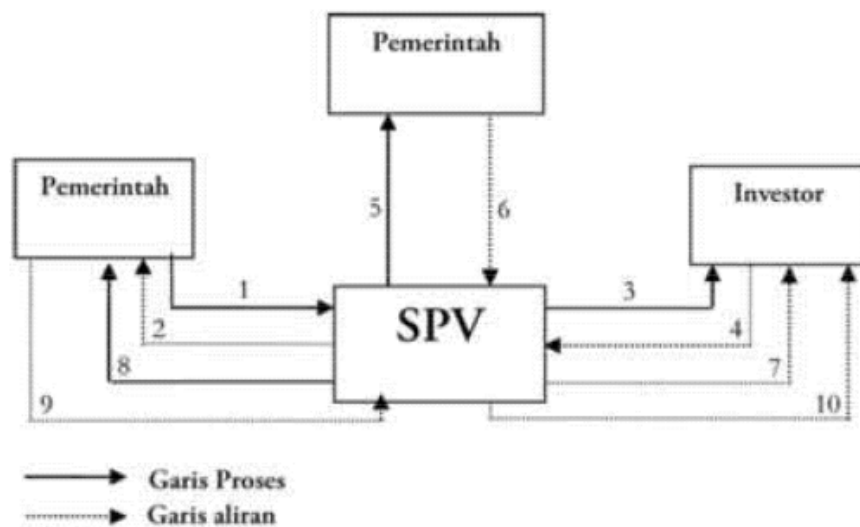 Pemerintah
Pemerintah
Investor
5
6
1
3
SPV
2
4
8
7
9
10
Garis Proses
Garis aliran